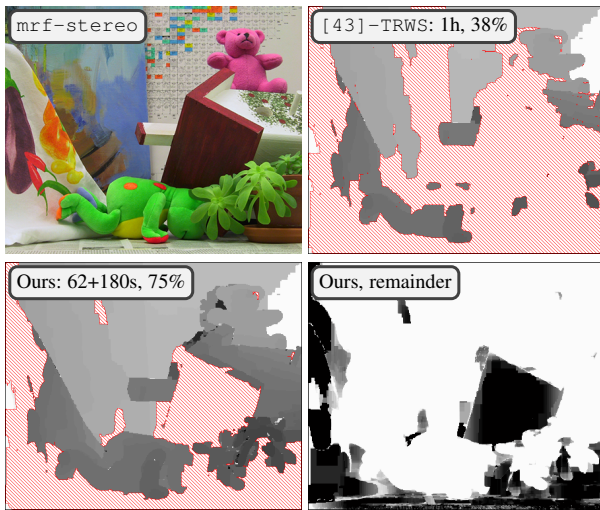 mrf-stereo
[43]-TRWS: 1h, 38%
Ours: 62+180s, 75%
Ours, remainder